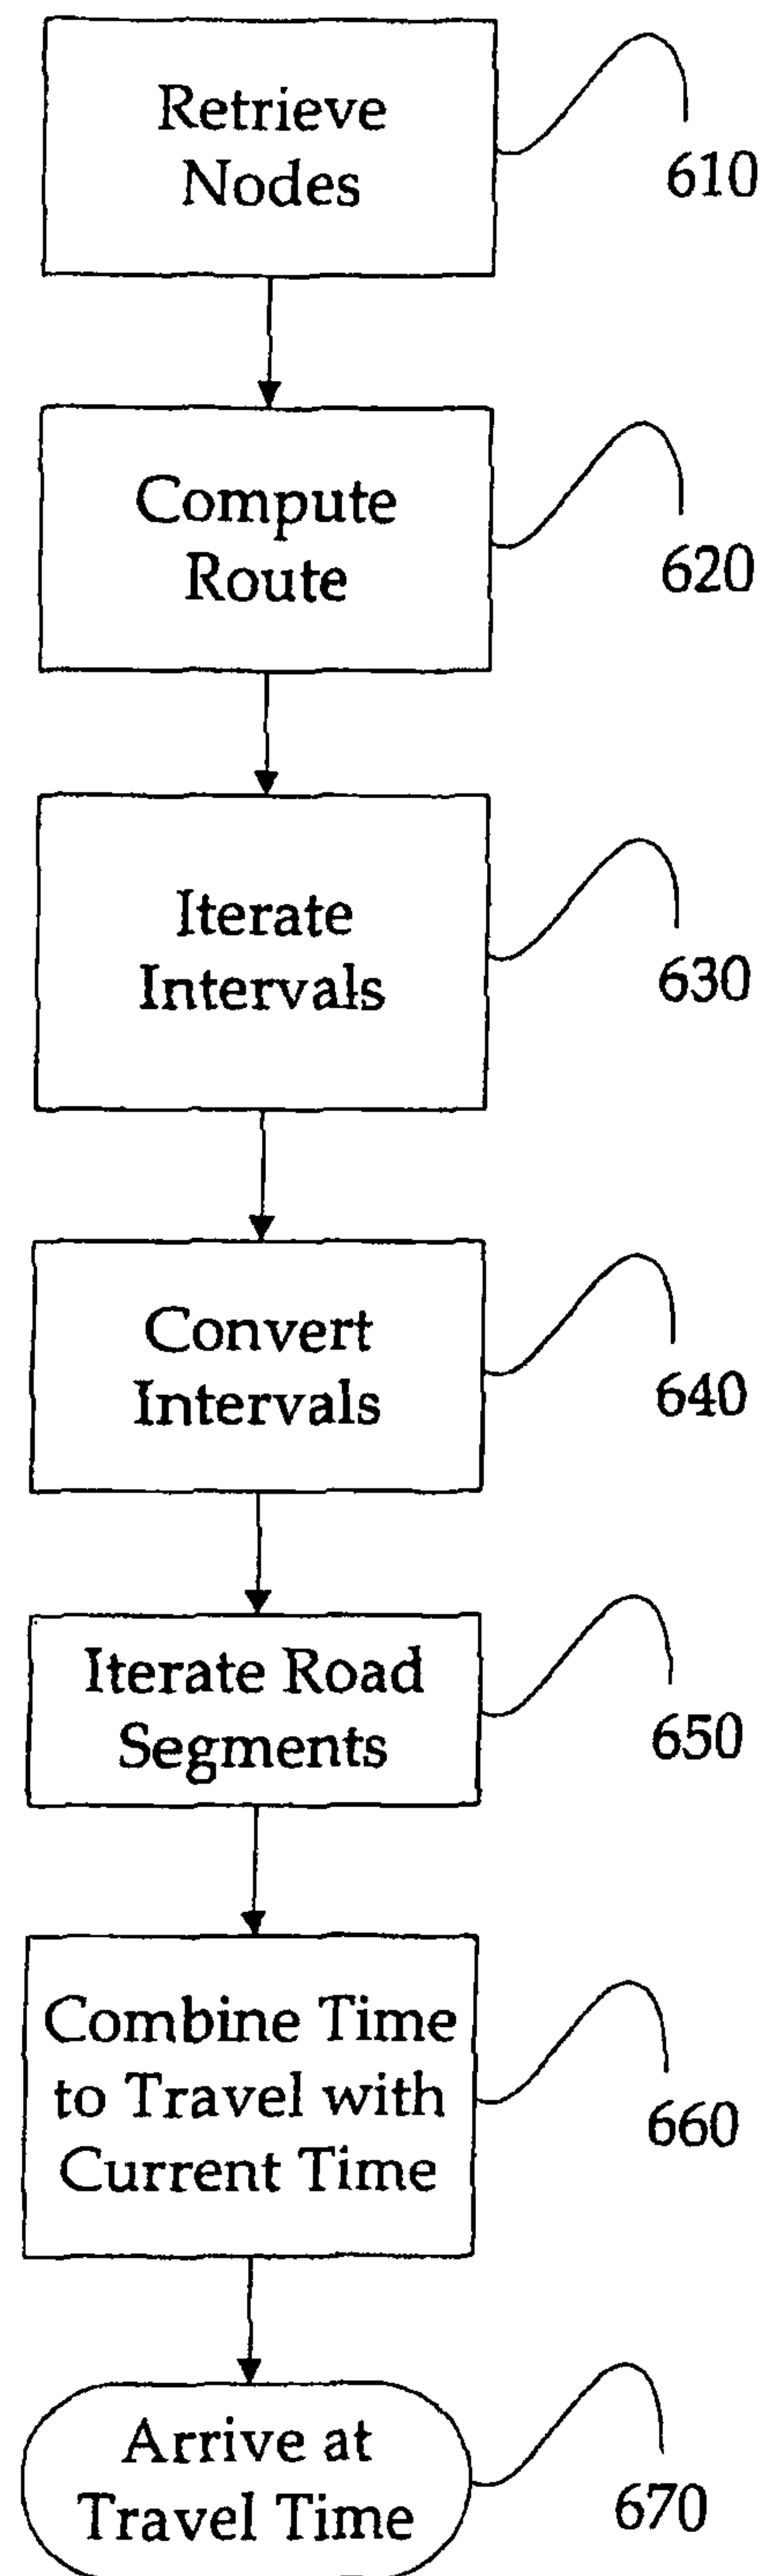 Retrieve
Nodes
610
Compute
Route
620
Iterate
Intervals
630
Convert
Intervals
640
Iterate Road
Segments
650
Combine Time
to Travel with
Current Time
660
Arrive at
Travel Time
670